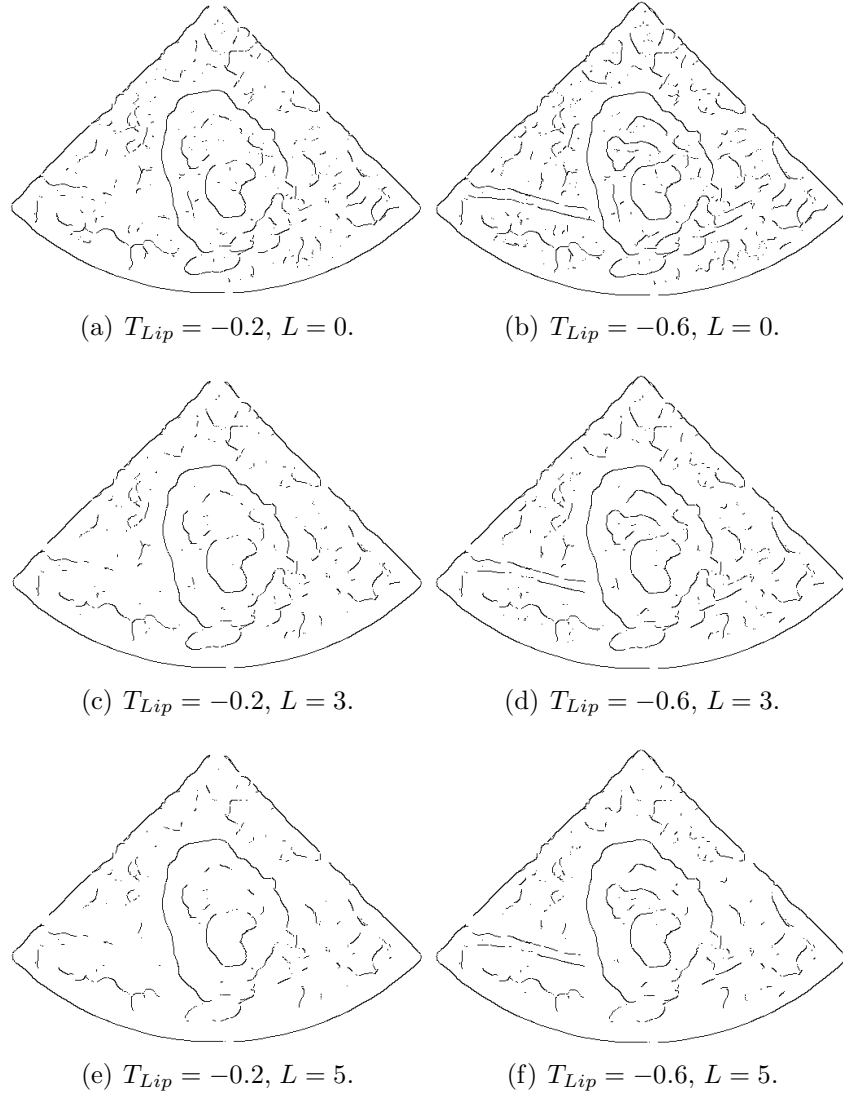 (a) $T_{Lip} = -0.2$, $L = 0$.
(b) $T_{Lip} = -0.6$, $L = 0$.
(c) $T_{Lip} = -0.2$, $L = 3$.
(d) $T_{Lip} = -0.6$, $L = 3$.
(e) $T_{Lip} = -0.2$, $L = 5$.
(f) $T_{Lip} = -0.6$, $L = 5$.